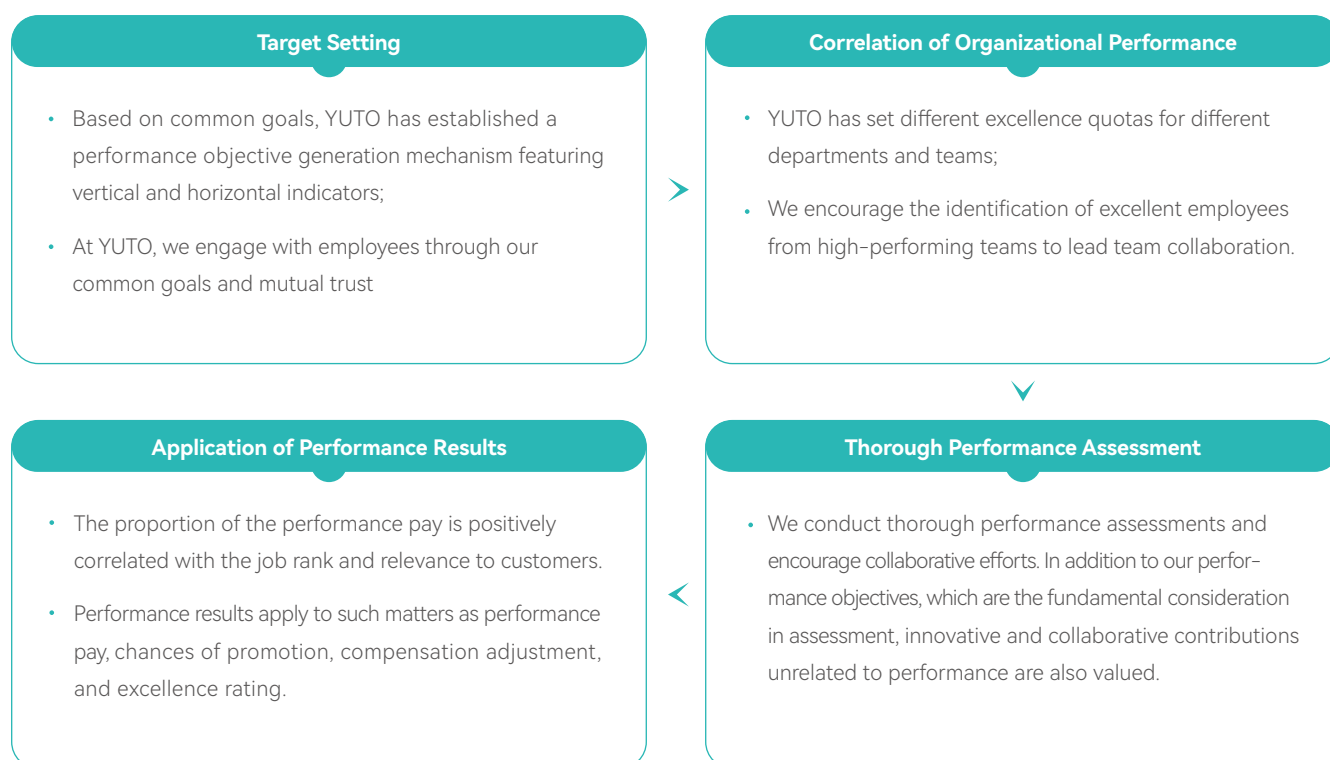 Target Setting
• Based on common goals, YUTO has established a
performance objective generation mechanism featuring
vertical and horizontal indicators;
• At YUTO, we engage with employees through our
common goals and mutual trust
Correlation of Organizational Performance
• YUTO has set different excellence quotas for different
departments and teams;
• We encourage the identification of excellent employees
from high-performing teams to lead team collaboration.
Thorough Performance Assessment
• We conduct thorough performance assessments and
encourage collaborative efforts. In addition to our perfor-
mance objectives, which are the fundamental consideration
in assessment, innovative and collaborative contributions
unrelated to performance are also valued.
Application of Performance Results
• The proportion of the performance pay is positively
correlated with the job rank and relevance to customers.
• Performance results apply to such matters as performance
pay, chances of promotion, compensation adjustment,
and excellence rating.